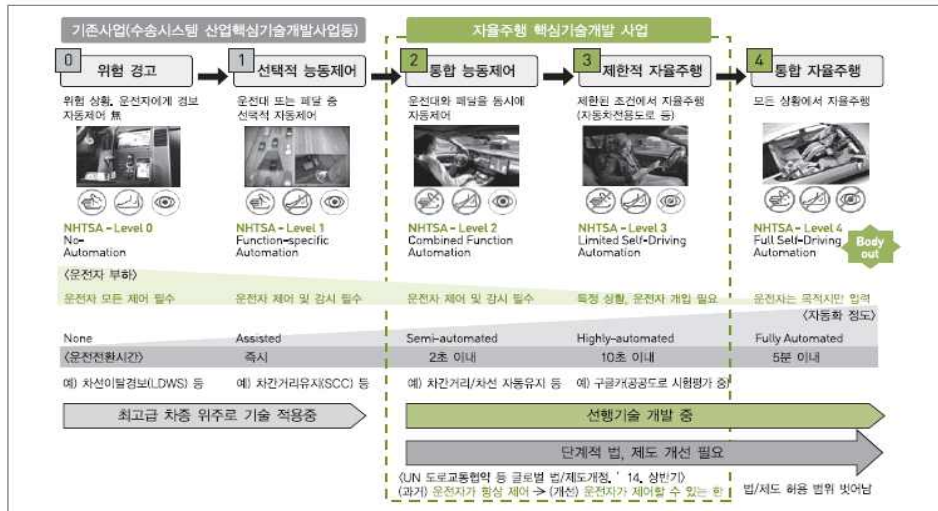 기존사업(수송시스템 산업핵심기술개발사업등)
자율주행 핵심기술개발 사업
0 위험 경고
1 선택적 능동제어
2 통합 능동제어
3 제한적 자율주행
4 통합 자율주행
위험 상황, 운전자에게 경보
자동제어 無
운전대 또는 페달 중
선택적 자동제어
운전대와 페달을 동시에
자동제어
제한된 조건에서 자율주행
(자동차전용도로 등)
모든 상황에서 자율주행
NHTSA - Level 0
No-
Automation
NHTSA - Level 1
Function-specific
Automation
NHTSA - Level 2
Combined Function
Automation
NHTSA - Level 3
Limited Self-Driving
Automation
NHTSA - Level 4
Full Self-Driving
Automation
Body
out
〈운전자 부하〉
운전자 모든 제어 필수
운전자 제어 및 감시 필수
운전자 제어 및 감시 필수
특정 상황, 운전자 개입 필요
운전자는 목적지만 입력
〈자동화 정도〉
None
Assisted
Semi-automated
Highly-automated
Fully Automated
〈운전전환시간〉
즉시
2초 이내
10초 이내
5분 이내
예) 차선이탈경보(LDWS) 등
예) 차간거리유지(SCC) 등
예) 차간거리/차선 자동유지 등
예) 구글카(공공도로 시험평가 중)
최고급 차종 위주로 기술 적용중
선행기술 개발 중
단계적 법, 제도 개선 필요
〈UN 도로교통협약 등 글로벌 법/제도개정, ' 14. 상반기〉
(과거) 운전자가 항상 제어 → (개선) 운전자가 제어할 수 있는 한
법/제도 허용 범위 벗어남